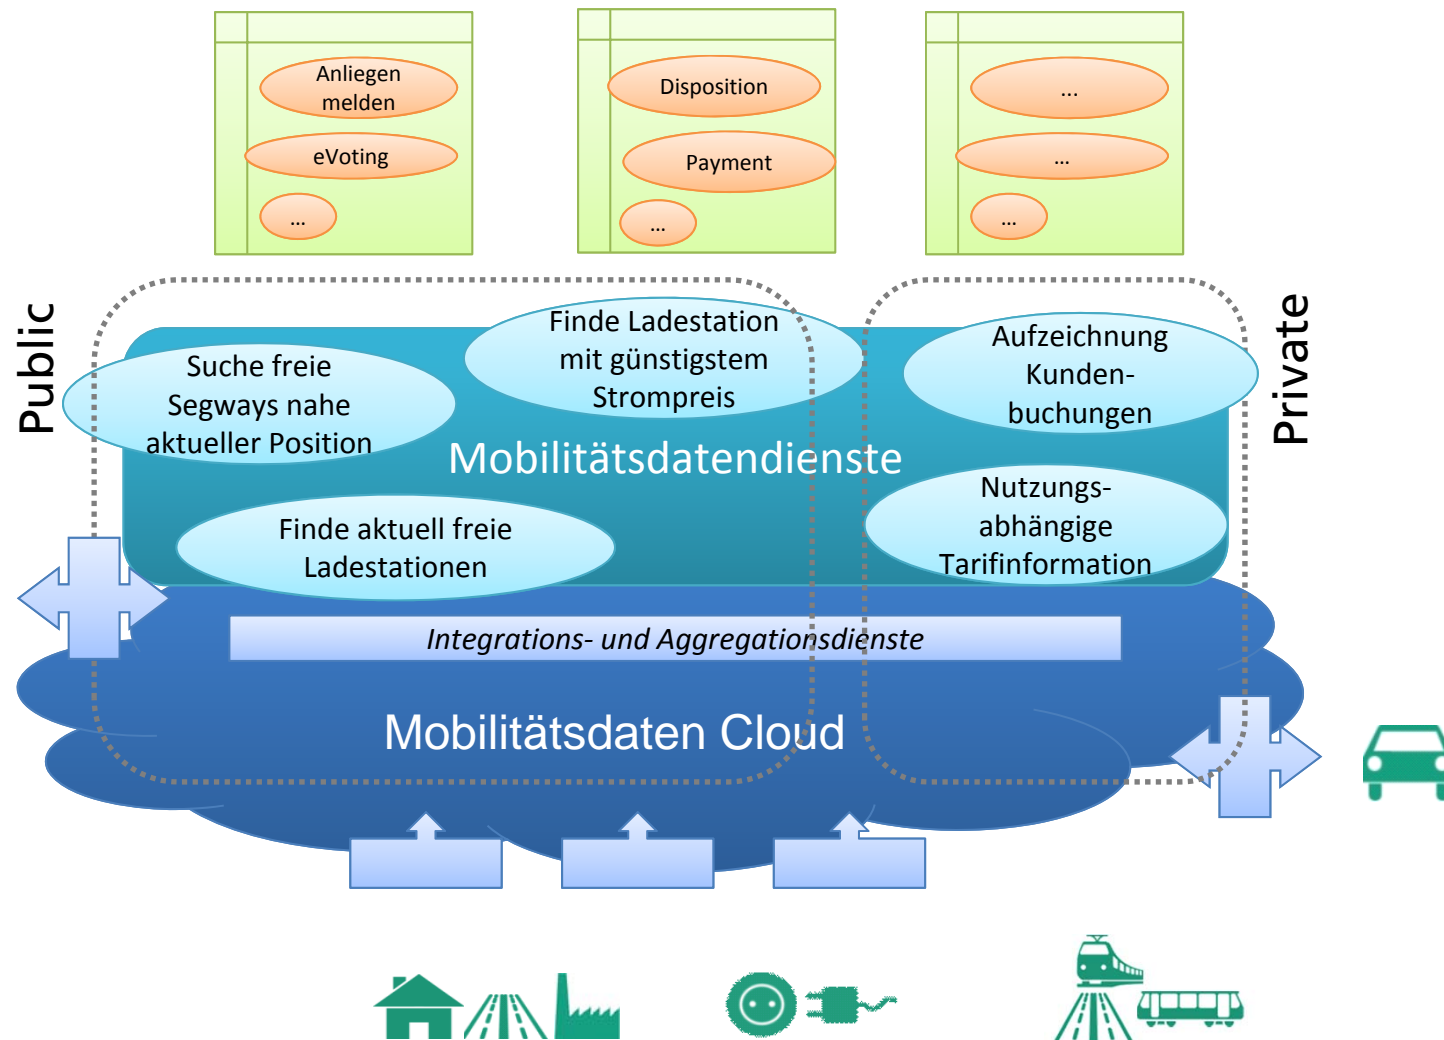 Anliegen
melden
eVoting
...
Disposition
Payment
...
...
...
...
Public
Private
Suche freie
Segways nahe
aktueller Position
Finde Ladestation
mit günstigstem
Strompreis
Aufzeichnung
Kunden-
buchungen
Mobilitätsdatendienste
Finde aktuell freie
Ladestationen
Nutzungs-
abhängige
Tarifinformation
Integrations- und Aggregationsdienste
Mobilitätsdaten Cloud